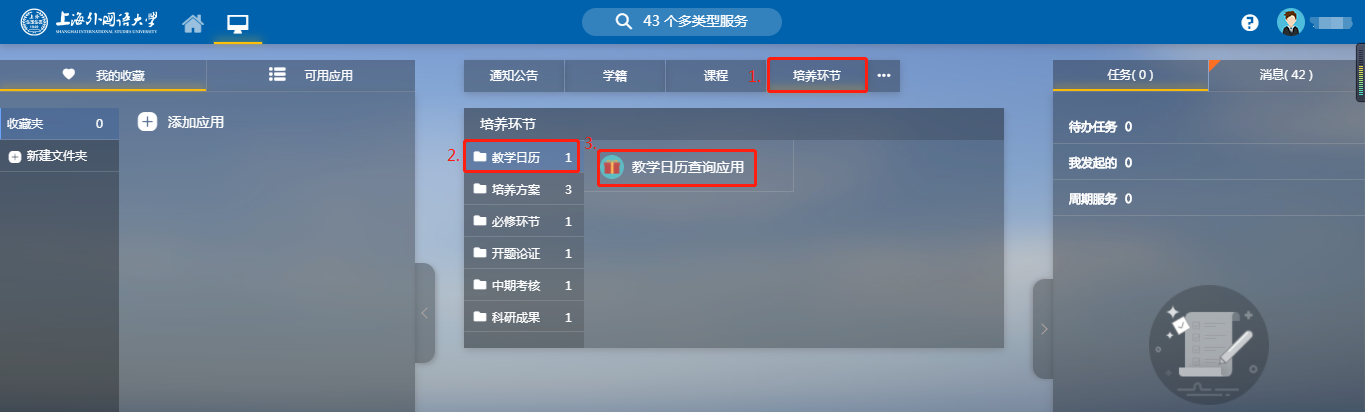 上海外国语大学
SHANGHAI INTERNATIONAL STUDIES UNIVERSITY
43 个多类型服务
我的收藏
可用应用
收藏夹 0
添加应用
新建文件夹
通知公告
学籍
课程
1.
培养环节
培养环节
2.
教学日历 1
3.
教学日历查询应用
培养方案 3
必修环节 1
开题论证 1
中期考核 1
科研成果 1
任务( 0 )
消息( 42 )
待办任务 0
我发起的 0
周期服务 0